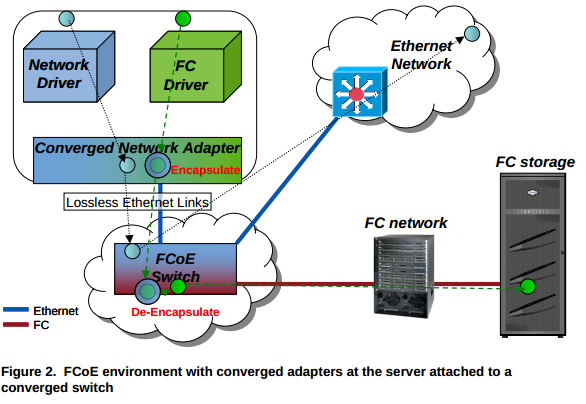 Network
Driver
FC
Driver
Ethernet
Network
Converged Network Adapter
Encapsulate
FC storage
Lossless Ethernet Links
FC network
FCoE
Switch
De-Encapsulate
Ethernet
FC
Figure 2.  FCoE environment with converged adapters at the server attached to a
converged switch